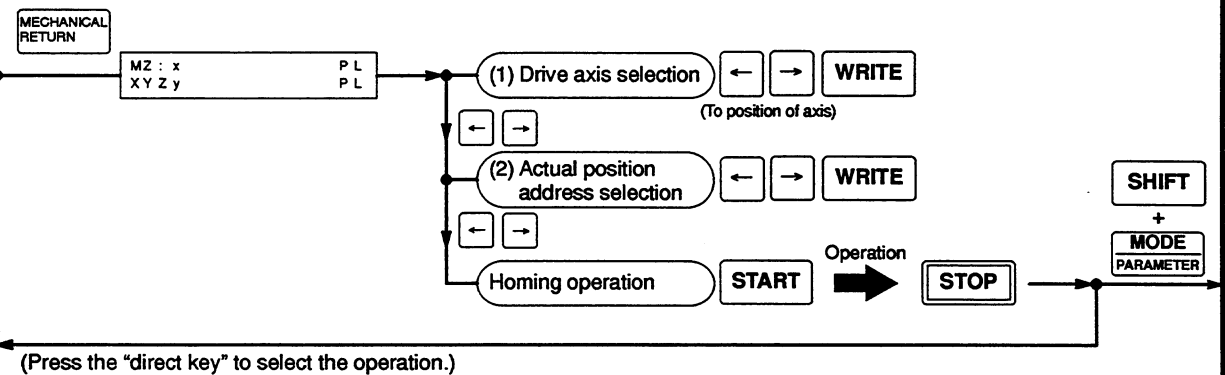 MECHANICAL
RETURN
MZ : x PL
XYZy PL
(1) Drive axis selection ← → WRITE
(To position of axis)
← →
(2) Actual position
address selection ← → WRITE
← →
Homing operation START Operation STOP
SHIFT
+
MODE
PARAMETER
(Press the “direct key” to select the operation.)